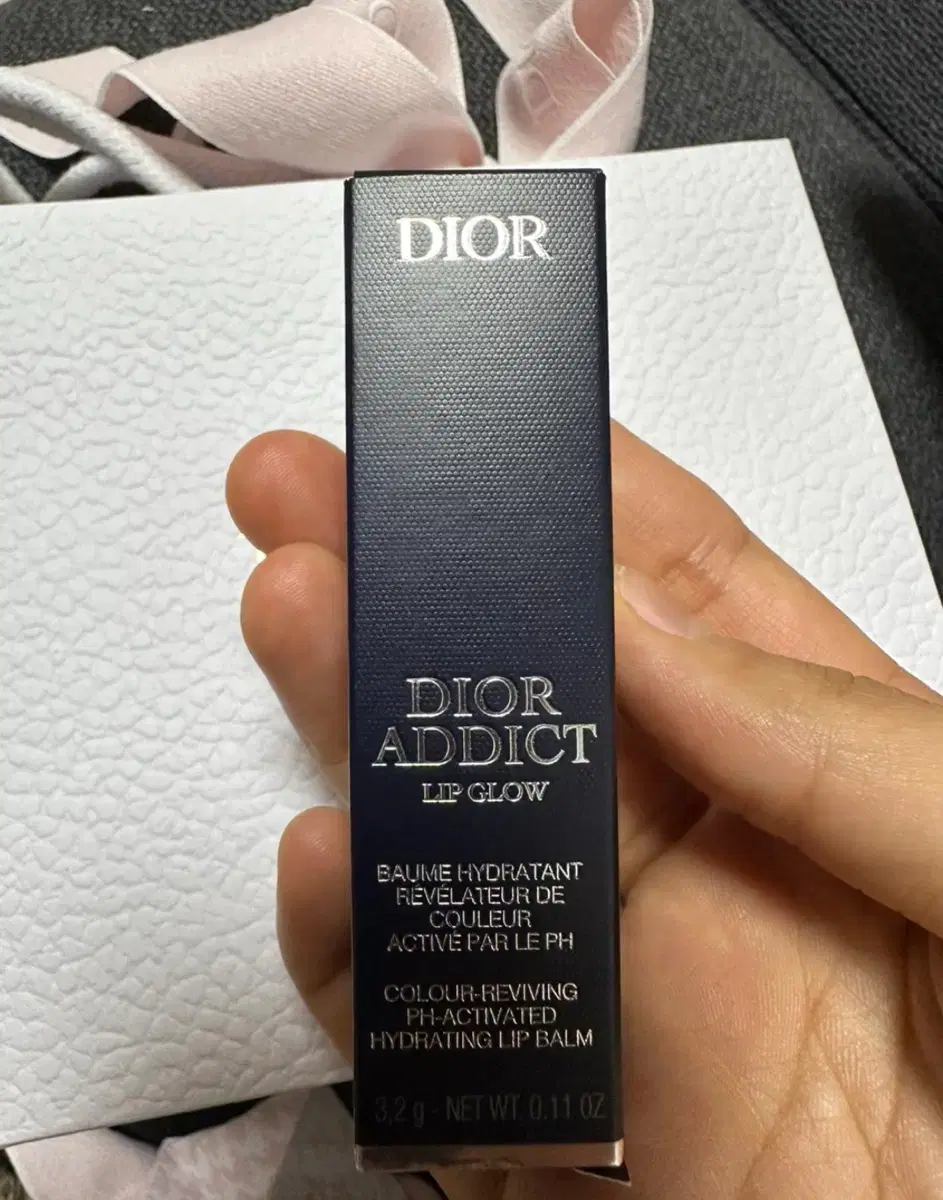 DIOR
DIOR
ADDICT
LIP GLOW
BAUME HYDRATANT
RÉVÉLATEUR DE
COULEUR
ACTIVÉ PAR LE PH
COLOUR-REVIVING
PH-ACTIVATED
HYDRATING LIP BALM
3,2 g - NET WT. 0.11 OZ